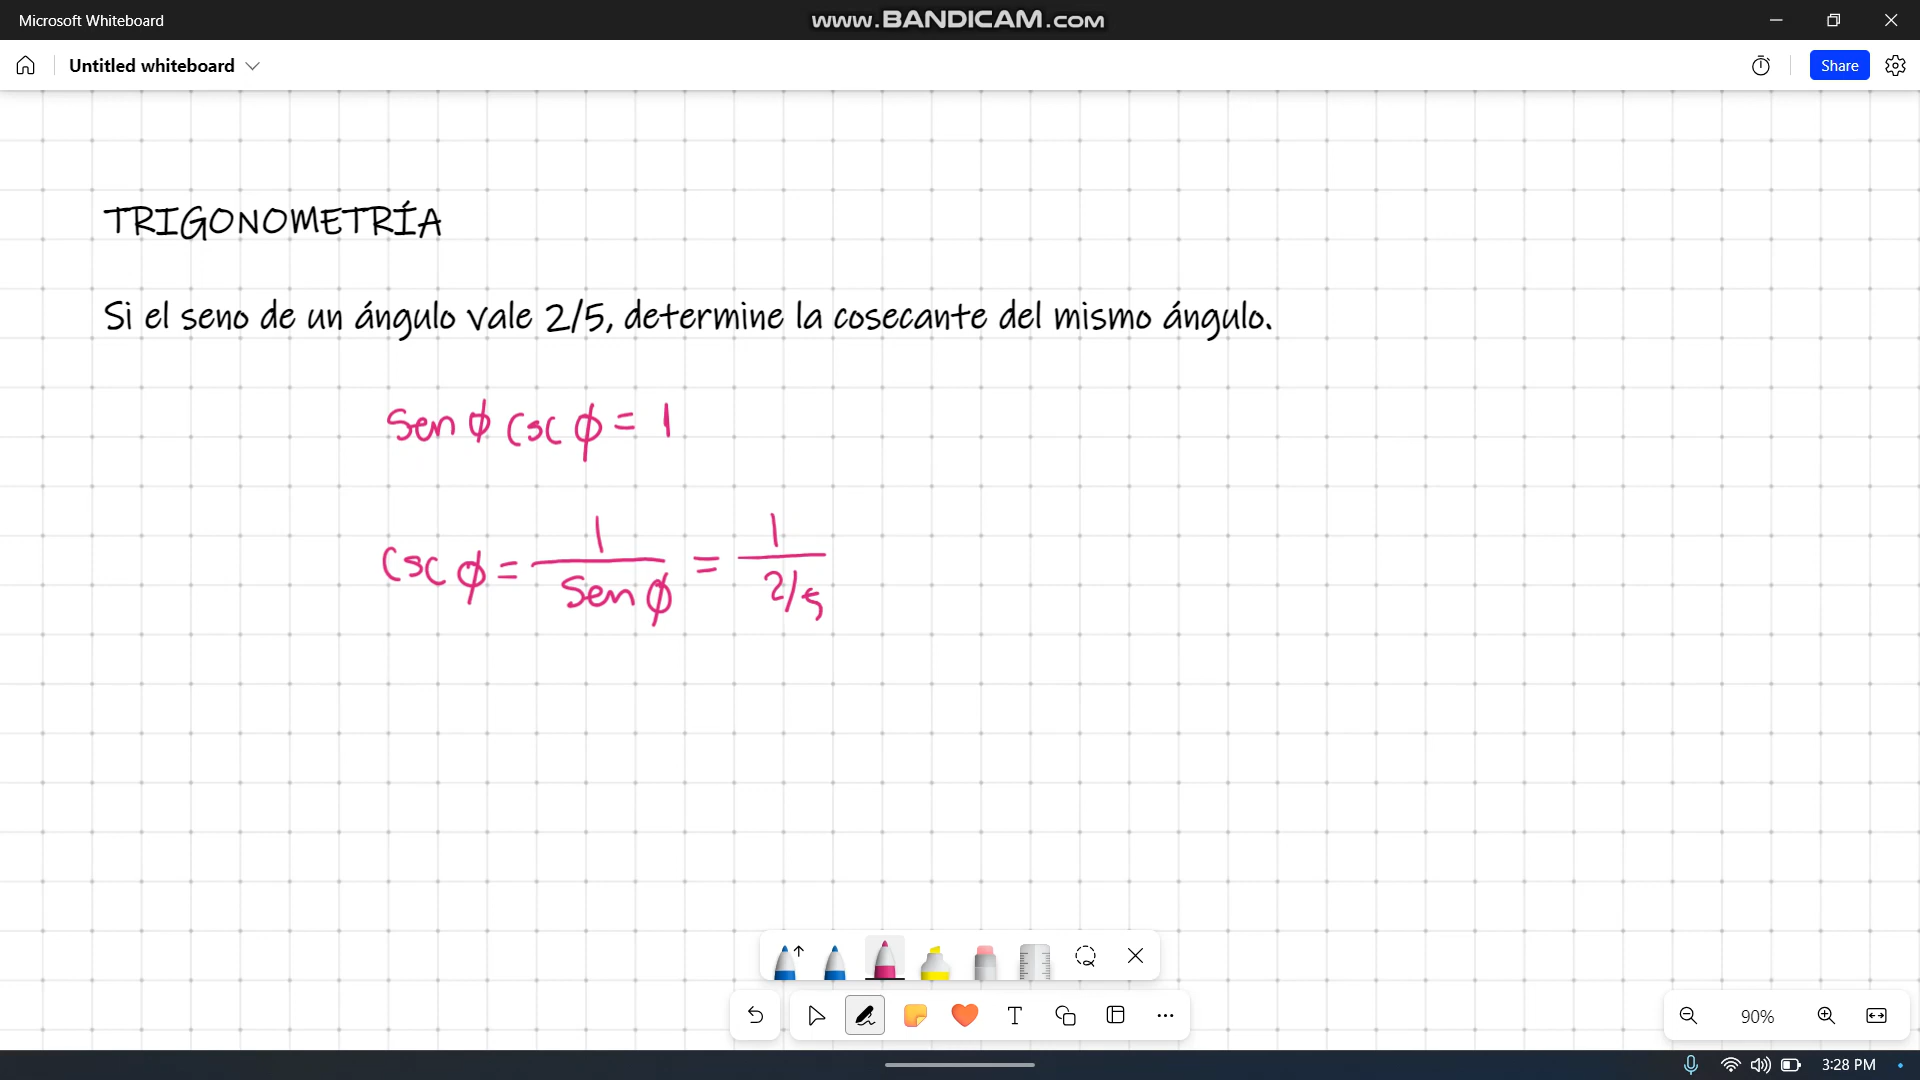 Microsoft Whiteboard
www.BANDICAM.com
Untitled whiteboard
Share
TRIGONOMETRÍA
Si el seno de un ángulo vale 2/5, determine la cosecante del mismo ángulo.
Sen ϕ Csc ϕ = 1
Csc ϕ = 1/Sen ϕ = 1/(2/5)
90%
3:28 PM